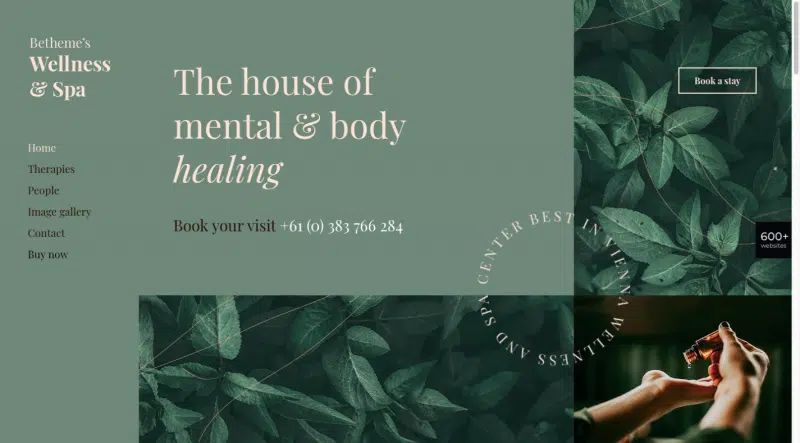 Betheme's
Wellness
& Spa
Home
Therapies
People
Image gallery
Contact
Buy now
The house of
mental & body
healing
Book your visit +61 (0) 383 766 284
Book a stay
600+
websites
BEST IN VIENNA WELLNESS AND SPA CENTER